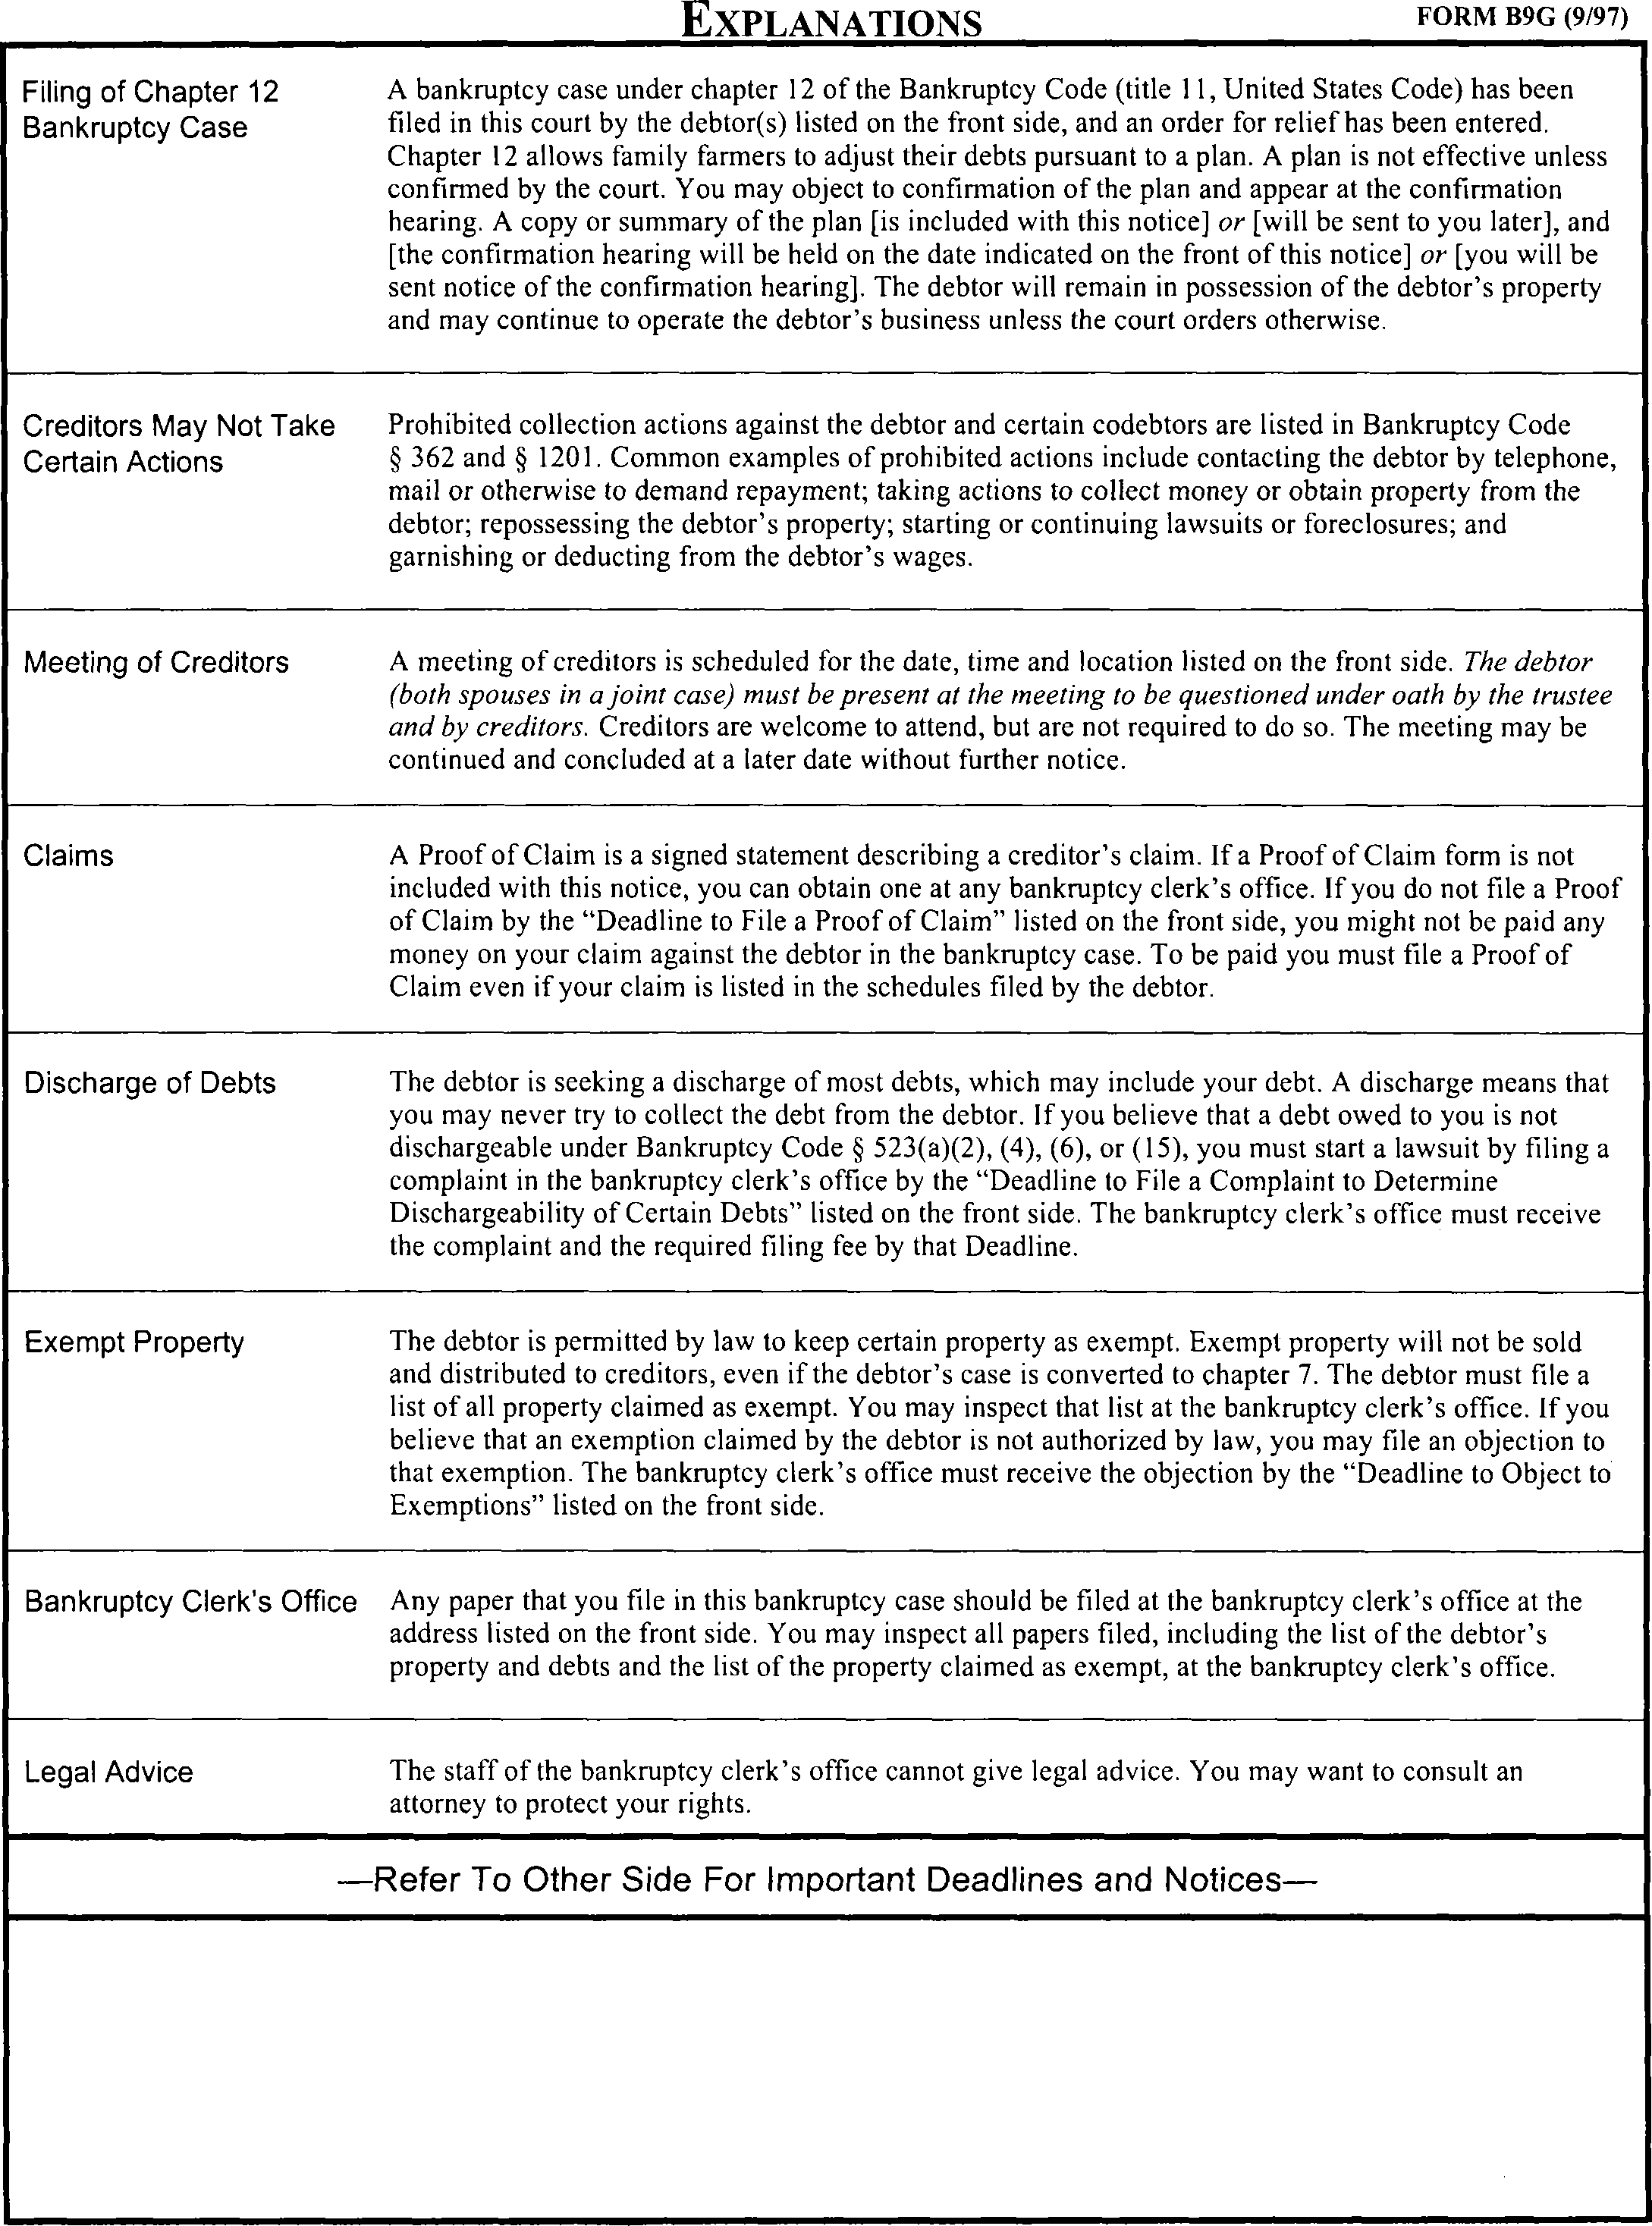 EXPLANATIONS
FORM B9G (9/97)
Filing of Chapter 12
Bankruptcy Case
A bankruptcy case under chapter 12 of the Bankruptcy Code (title 11, United States Code) has been
filed in this court by the debtor(s) listed on the front side, and an order for relief has been entered.
Chapter 12 allows family farmers to adjust their debts pursuant to a plan. A plan is not effective unless
confirmed by the court. You may object to confirmation of the plan and appear at the confirmation
hearing. A copy or summary of the plan [is included with this notice] or [will be sent to you later], and
[the confirmation hearing will be held on the date indicated on the front of this notice] or [you will be
sent notice of the confirmation hearing]. The debtor will remain in possession of the debtor's property
and may continue to operate the debtor's business unless the court orders otherwise.
Creditors May Not Take
Certain Actions
Prohibited collection actions against the debtor and certain codebtors are listed in Bankruptcy Code
§ 362 and § 1201. Common examples of prohibited actions include contacting the debtor by telephone,
mail or otherwise to demand repayment; taking actions to collect money or obtain property from the
debtor; repossessing the debtor's property; starting or continuing lawsuits or foreclosures; and
garnishing or deducting from the debtor's wages.
Meeting of Creditors
A meeting of creditors is scheduled for the date, time and location listed on the front side. The debtor
(both spouses in a joint case) must be present at the meeting to be questioned under oath by the trustee
and by creditors. Creditors are welcome to attend, but are not required to do so. The meeting may be
continued and concluded at a later date without further notice.
Claims
A Proof of Claim is a signed statement describing a creditor's claim. If a Proof of Claim form is not
included with this notice, you can obtain one at any bankruptcy clerk's office. If you do not file a Proof
of Claim by the “Deadline to File a Proof of Claim” listed on the front side, you might not be paid any
money on your claim against the debtor in the bankruptcy case. To be paid you must file a Proof of
Claim even if your claim is listed in the schedules filed by the debtor.
Discharge of Debts
The debtor is seeking a discharge of most debts, which may include your debt. A discharge means that
you may never try to collect the debt from the debtor. If you believe that a debt owed to you is not
dischargeable under Bankruptcy Code § 523(a)(2), (4), (6), or (15), you must start a lawsuit by filing a
complaint in the bankruptcy clerk's office by the “Deadline to File a Complaint to Determine
Dischargeability of Certain Debts” listed on the front side. The bankruptcy clerk's office must receive
the complaint and the required filing fee by that Deadline.
Exempt Property
The debtor is permitted by law to keep certain property as exempt. Exempt property will not be sold
and distributed to creditors, even if the debtor's case is converted to chapter 7. The debtor must file a
list of all property claimed as exempt. You may inspect that list at the bankruptcy clerk's office. If you
believe that an exemption claimed by the debtor is not authorized by law, you may file an objection to
that exemption. The bankruptcy clerk's office must receive the objection by the “Deadline to Object to
Exemptions” listed on the front side.
Bankruptcy Clerk's Office
Any paper that you file in this bankruptcy case should be filed at the bankruptcy clerk's office at the
address listed on the front side. You may inspect all papers filed, including the list of the debtor's
property and debts and the list of the property claimed as exempt, at the bankruptcy clerk's office.
Legal Advice
The staff of the bankruptcy clerk's office cannot give legal advice. You may want to consult an
attorney to protect your rights.
—Refer To Other Side For Important Deadlines and Notices—